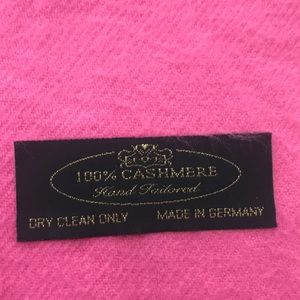 100% CASHMERE
Hand Tailored
DRY CLEAN ONLY MADE IN GERMANY